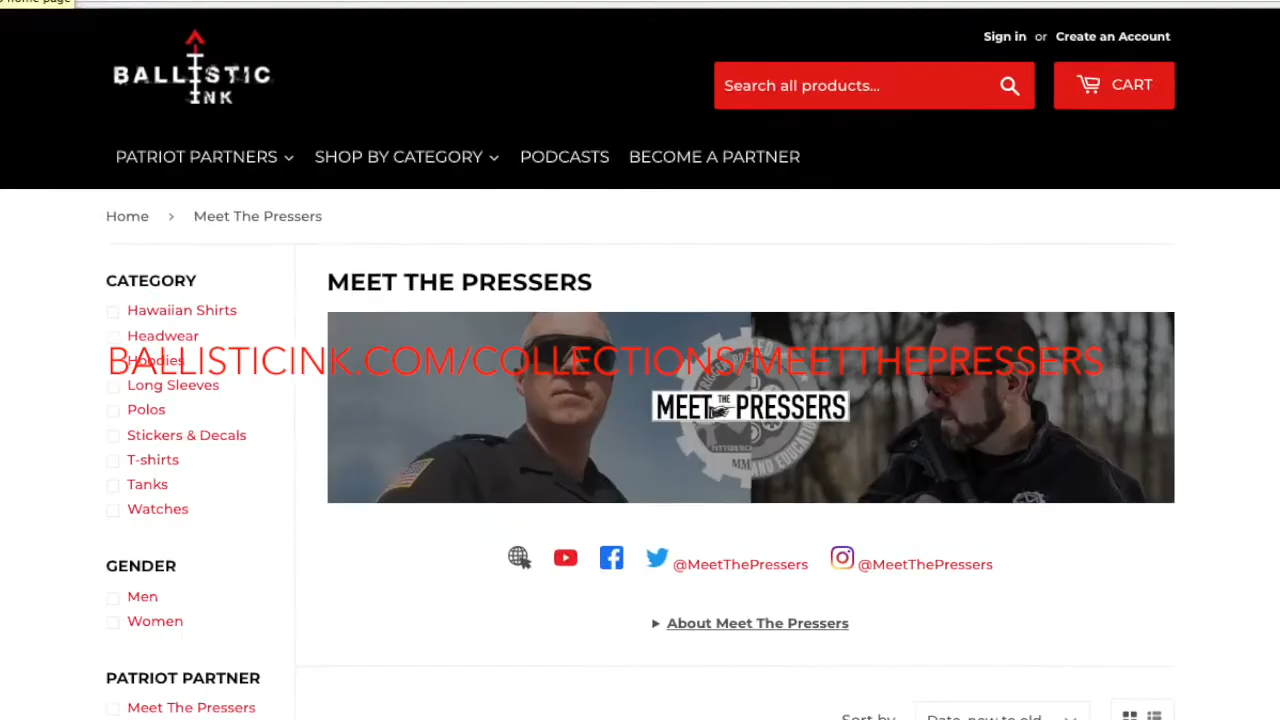 home page
Sign in or Create an Account
BALLISTIC
INK
Search all products...
CART
PATRIOT PARTNERS
SHOP BY CATEGORY
PODCASTS
BECOME A PARTNER
Home › Meet The Pressers
CATEGORY
Hawaiian Shirts
Headwear
Hoodies
Long Sleeves
Polos
Stickers & Decals
T-shirts
Tanks
Watches
GENDER
Men
Women
PATRIOT PARTNER
Meet The Pressers
MEET THE PRESSERS
BALLISTICINK.COM/COLLECTIONS/MEETTHEPRESSERS
MEET THE PRESSERS
@MeetThePressers
@MeetThePressers
About Meet The Pressers
Sort by
Date, new to old